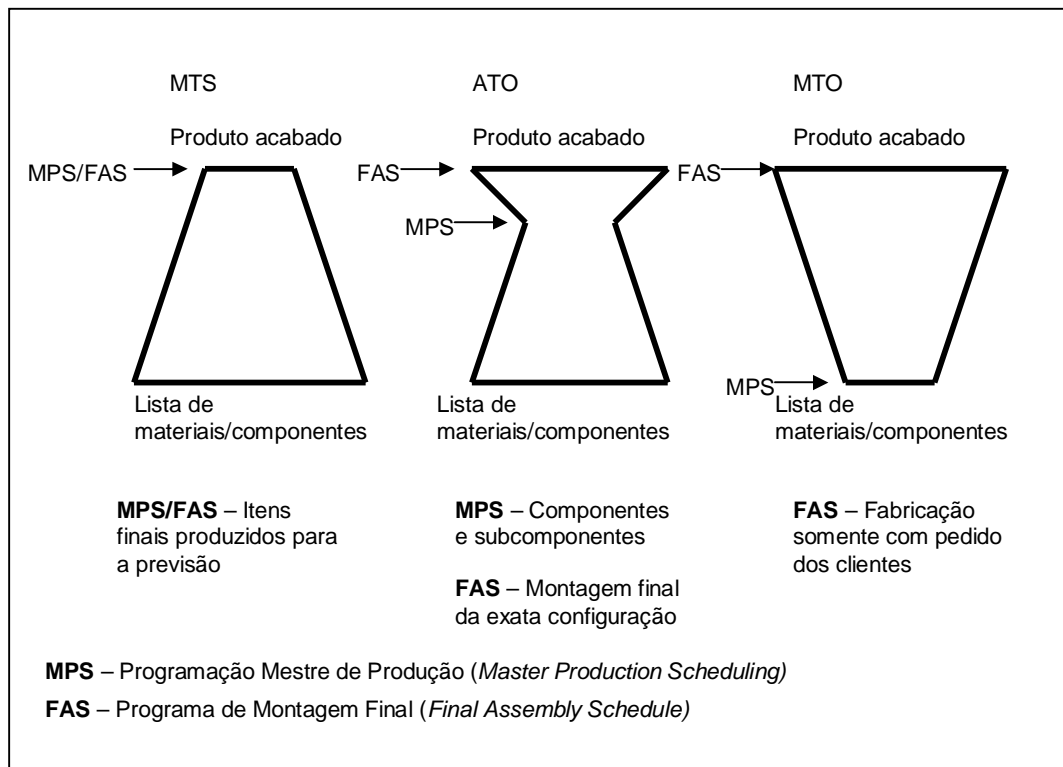 MTS
ATO
MTO
Produto acabado
Produto acabado
Produto acabado
MPS/FAS
FAS
FAS
MPS
MPS
Lista de
materiais/componentes
Lista de
materiais/componentes
Lista de
materiais/componentes
MPS/FAS – Itens
finais produzidos para
a previsão
MPS – Componentes
e subcomponentes
FAS – Montagem final
da exata configuração
FAS – Fabricação
somente com pedido
dos clientes
MPS – Programação Mestre de Produção (Master Production Scheduling)
FAS – Programa de Montagem Final (Final Assembly Schedule)